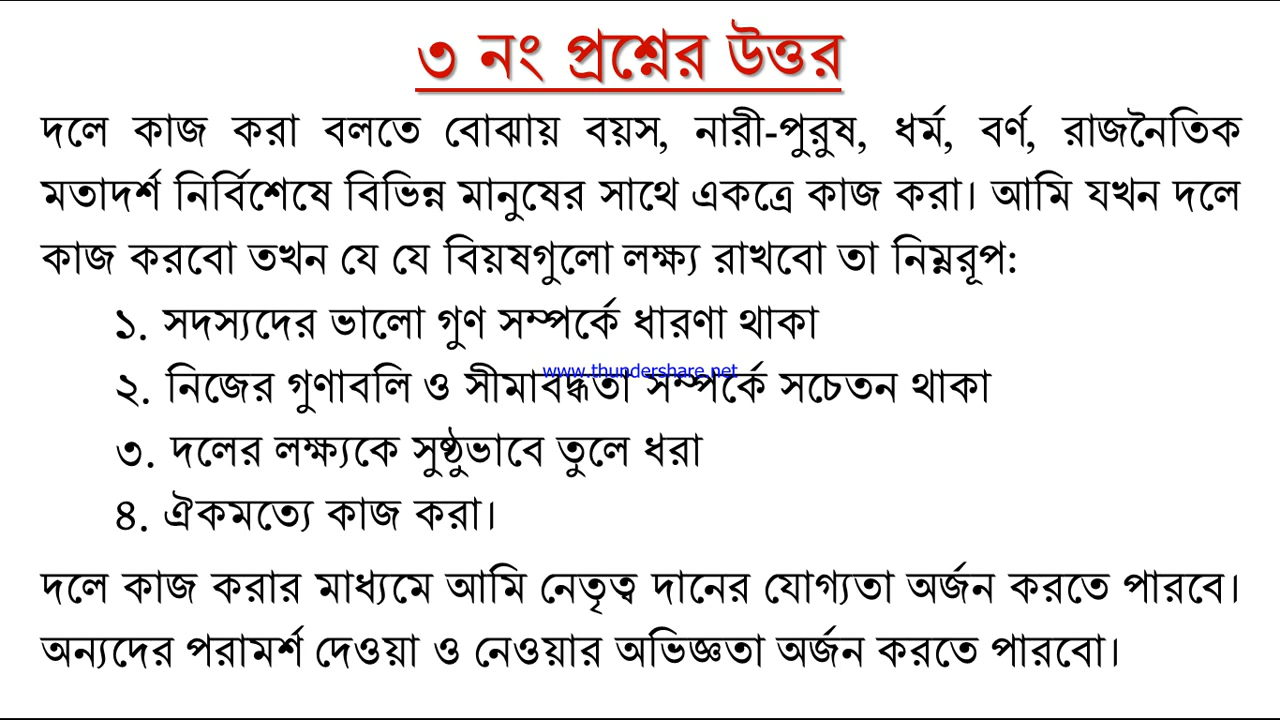 ৩ নং প্রশ্নের উত্তর
দলে কাজ করা বলতে বোঝায় বয়স, নারী-পুরুষ, ধর্ম, বর্ণ, রাজনৈতিক
মতাদর্শ নির্বিশেষে বিভিন্ন মানুষের সাথে একত্রে কাজ করা। আমি যখন দলে
কাজ করবো তখন যে যে বিয়ষগুলো লক্ষ্য রাখবো তা নিম্নরূপ:
১. সদস্যদের ভালো গুণ সম্পর্কে ধারণা থাকা
www.thundershare.net
২. নিজের গুণাবলি ও সীমাবদ্ধতা সম্পর্কে সচেতন থাকা
৩. দলের লক্ষ্যকে সুষ্ঠুভাবে তুলে ধরা
৪. ঐকমত্যে কাজ করা।
দলে কাজ করার মাধ্যমে আমি নেতৃত্ব দানের যোগ্যতা অর্জন করতে পারবে।
অন্যদের পরামর্শ দেওয়া ও নেওয়ার অভিজ্ঞতা অর্জন করতে পারবো।